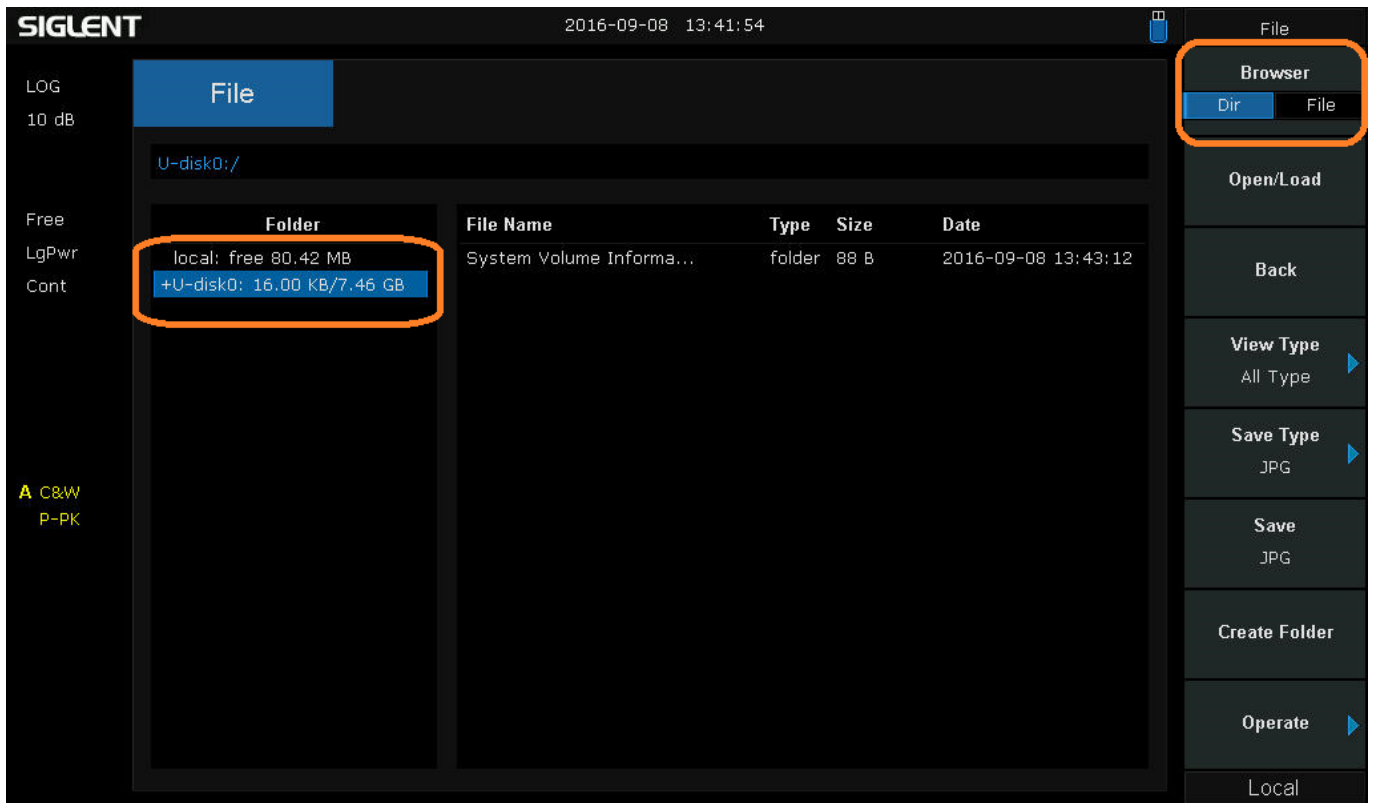 SIGLENT
2016-09-08 13:41:54
File
LOG
10 dB
Free
LgPwr
Cont
A C&W
P-PK
File
U-disk0:/
Folder
local: free 80.42 MB
+U-disk0: 16.00 KB/7.46 GB
File Name Type Size Date
System Volume Informa... folder 88 B 2016-09-08 13:43:12
Browser
Dir File
Open/Load
Back
View Type
All Type
Save Type
JPG
Save
JPG
Create Folder
Operate
Local